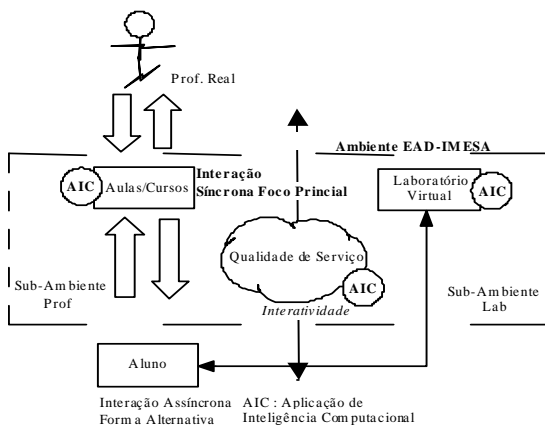 Prof. Real
Ambiente EAD-IMESA
Interação
Síncrona Foco Princial
AIC
Aulas/Cursos
Laboratório
Virtual
AIC
Qualidade de Serviço
AIC
Interatividade
Sub-Ambiente
Prof
Sub-Ambiente
Lab
Aluno
Interação Assíncrona
Forma Alternativa
AIC : Aplicação de
Inteligência Computacional